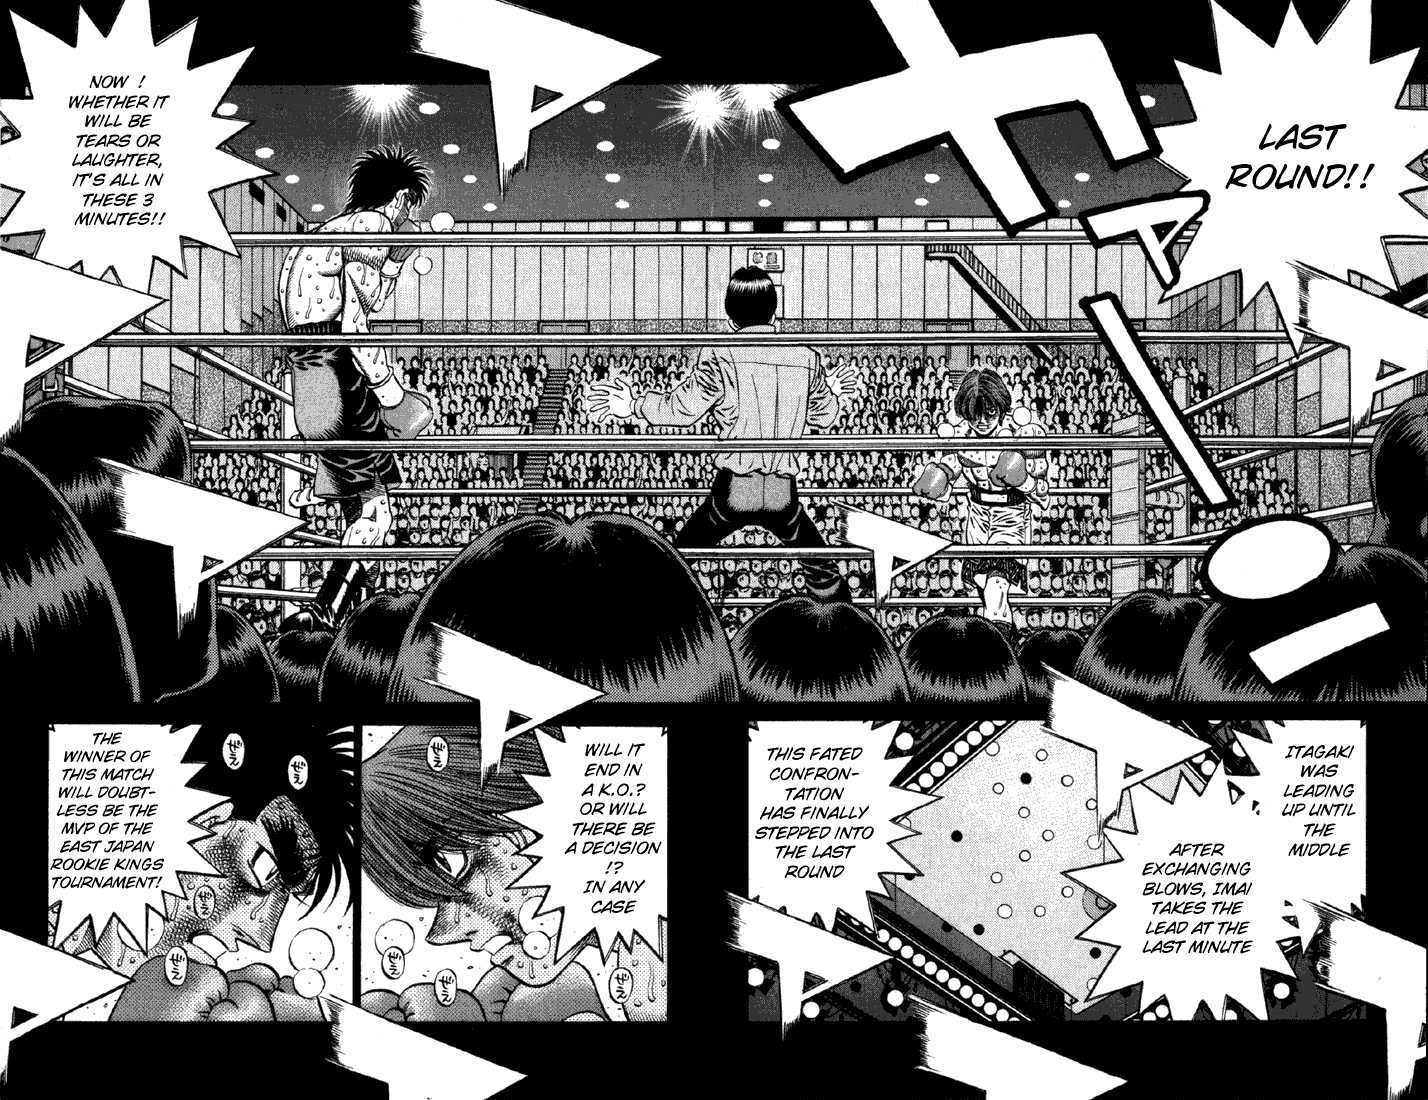 LAST
ROUND!!
NOW !
WHETHER IT
WILL BE
TEARS OR
LAUGHTER,
IT'S ALL IN
THESE 3
MINUTES!!
ITAGAKI
WAS
LEADING
UP UNTIL
THE
MIDDLE
AFTER
EXCHANGING
BLOWS, IMAI
TAKES THE
LEAD AT THE
LAST MINUTE
THIS FATED
CONFRON-
TATION
HAS FINALLY
STEPPED INTO
THE LAST
ROUND
WILL IT
END IN
A K.O.?
OR WILL
THERE BE
A DECISION
!?
IN ANY
CASE
THE
WINNER OF
THIS MATCH
WILL DOUBT-
LESS BE THE
MVP OF THE
EAST JAPAN
ROOKIE KINGS
TOURNAMENT!